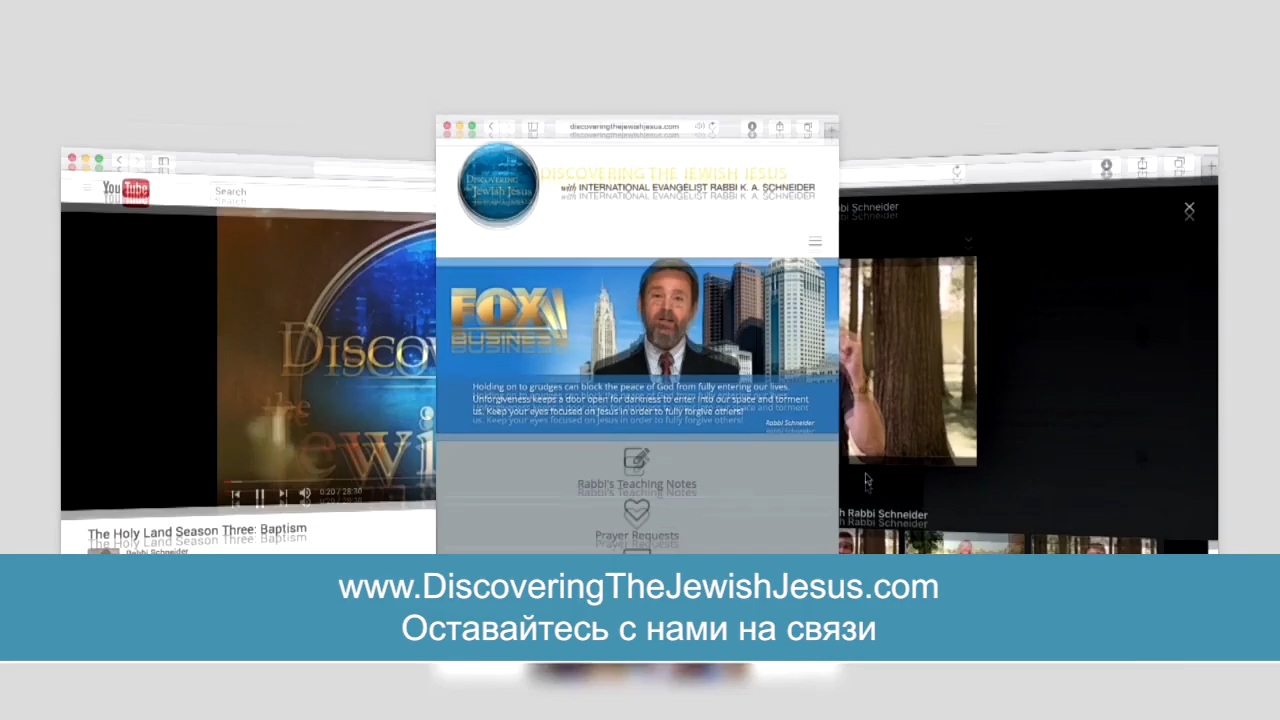 You Tube
Search
DISCOVERING
the
Jewi
0:20 / 28:30
The Holy Land Season Three: Baptism
Rabbi Schneider
discoveringthejewishjesus.com
DISCOVERING THE JEWISH JESUS
with INTERNATIONAL EVANGELIST RABBI K. A. SCHNEIDER
DISCOVERING
Jewish Jesus
FOX
BUSINESS
Holding on to grudges can block the peace of God from fully entering our lives.
Unforgiveness keeps a door open for darkness to enter into our space and torment
us. Keep your eyes focused on Jesus in order to fully forgive others!
Rabbi Schneider
Rabbi's Teaching Notes
Prayer Requests
bbi Schneider
h Rabbi Schneider
www.DiscoveringTheJewishJesus.com
Оставайтесь с нами на связи